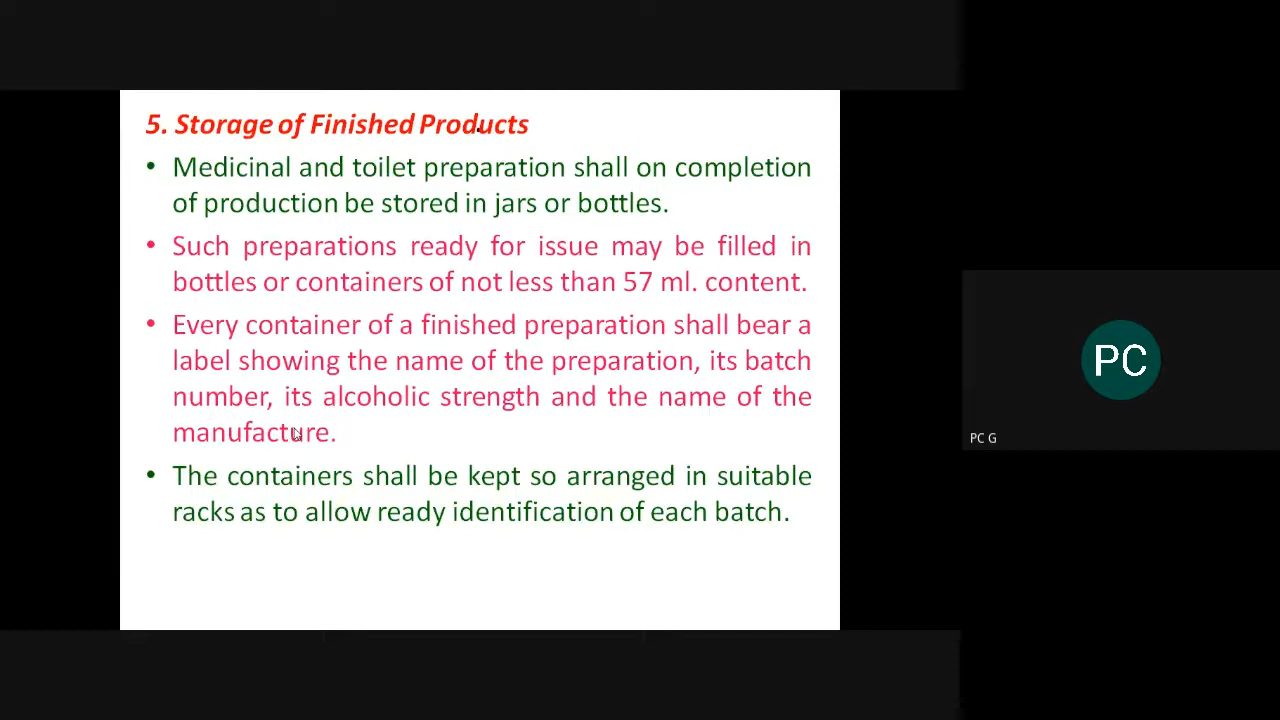 5. Storage of Finished Products
• Medicinal and toilet preparation shall on completion
of production be stored in jars or bottles.
• Such preparations ready for issue may be filled in
bottles or containers of not less than 57 ml. content.
• Every container of a finished preparation shall bear a
label showing the name of the preparation, its batch
number, its alcoholic strength and the name of the
manufacture.
• The containers shall be kept so arranged in suitable
racks as to allow ready identification of each batch.
PC
PC G